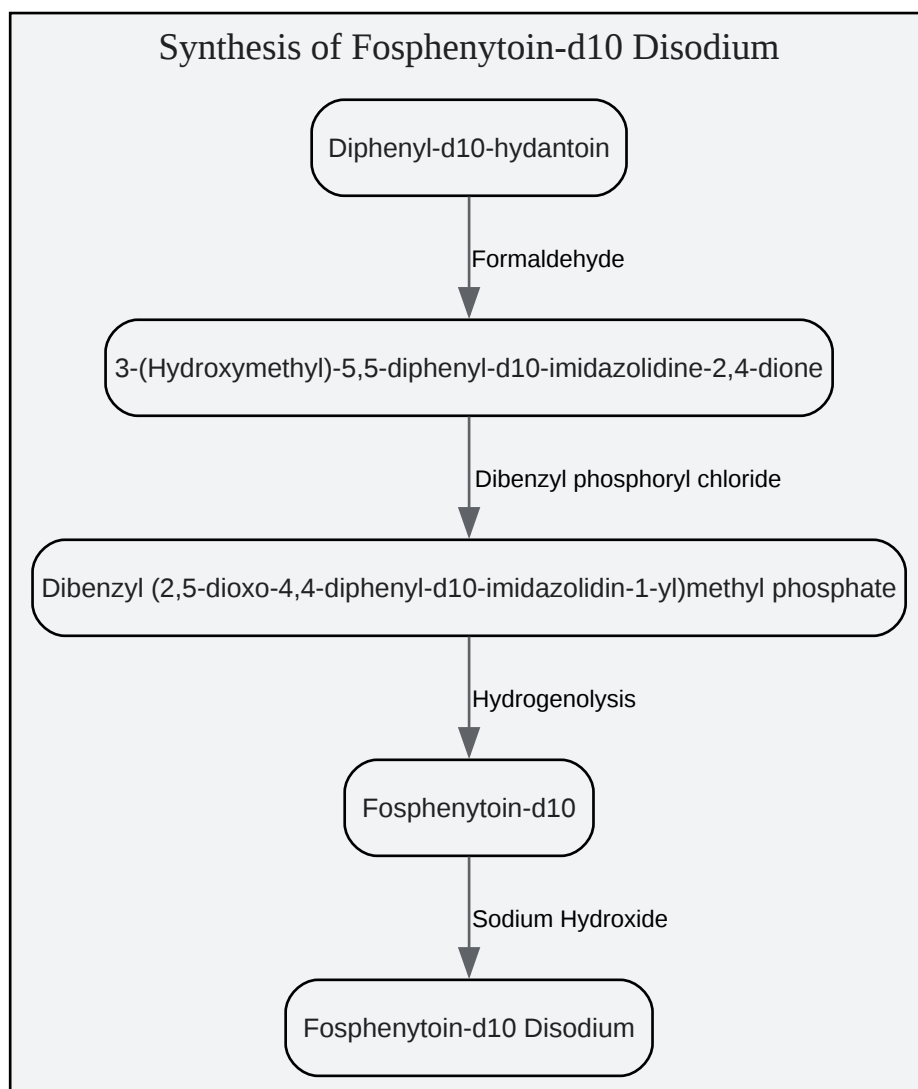 Synthesis of Fosphenytoin-d10 Disodium
Diphenyl-d10-hydantoin
Formaldehyde
3-(Hydroxymethyl)-5,5-diphenyl-d10-imidazolidine-2,4-dione
Dibenzyl phosphoryl chloride
Dibenzyl (2,5-dioxo-4,4-diphenyl-d10-imidazolidin-1-yl)methyl phosphate
Hydrogenolysis
Fosphenytoin-d10
Sodium Hydroxide
Fosphenytoin-d10 Disodium